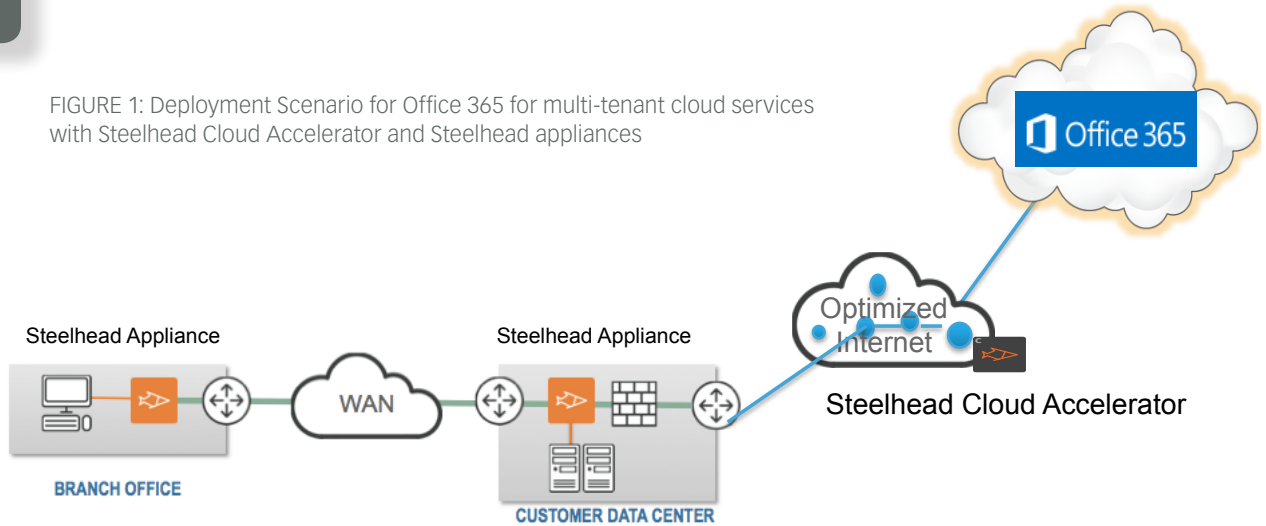 FIGURE 1: Deployment Scenario for Office 365 for multi-tenant cloud services
with Steelhead Cloud Accelerator and Steelhead appliances
Office 365
Optimized
Internet
Steelhead Appliance
Steelhead Appliance
WAN
Steelhead Cloud Accelerator
BRANCH OFFICE
CUSTOMER DATA CENTER